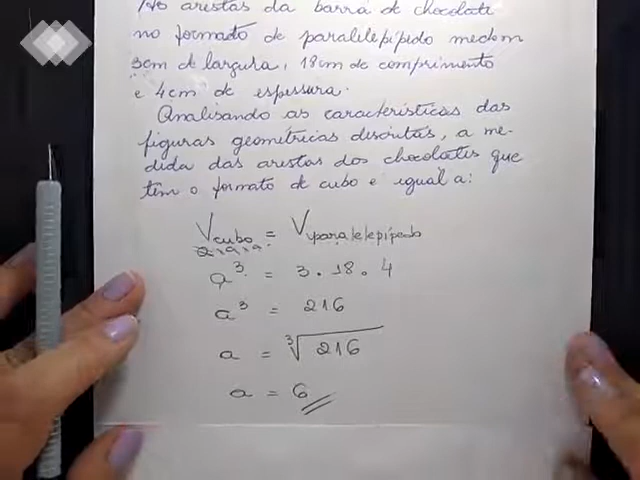 As arestas da barra de chocolate
no formato de paralelepípedo medem
3cm de largura, 18cm de comprimento
e 4cm de espessura.
Analisando as características das
figuras geométricas descritas, a me-
dida das arestas dos chocolates que
têm o formato de cubo é igual a:
Vcubo = Vparalelepípedo
a.a.a
a³ = 3.18.4
a³ = 216
a = ∛216
a = 6